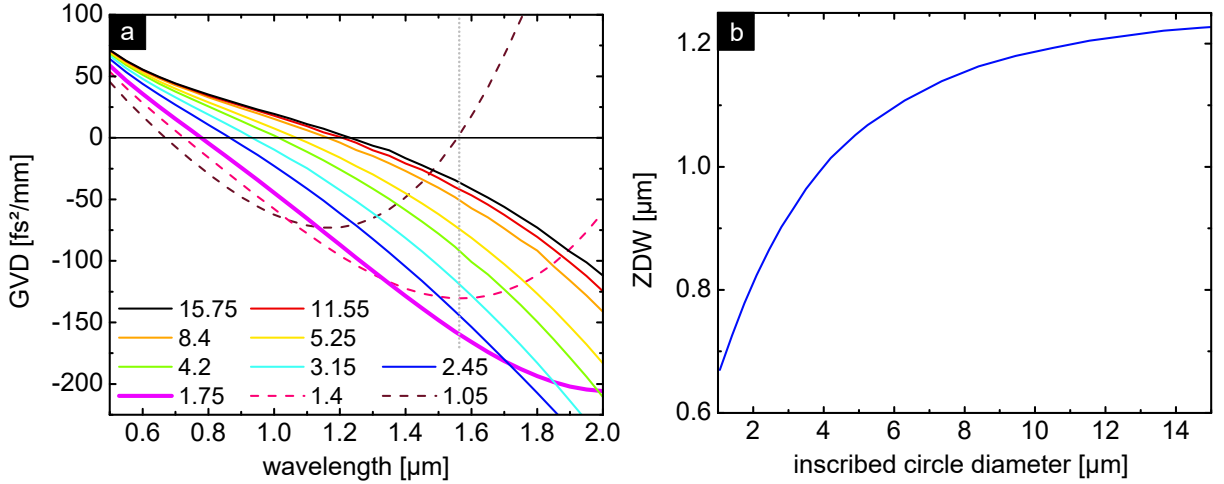 a
GVD [fs²/mm]
100
50
0
-50
-100
-150
-200
15.75 11.55
8.4 5.25
4.2 3.15 2.45
1.75 1.4 1.05
0.6 0.8 1.0 1.2 1.4 1.6 1.8 2.0
wavelength [µm]
b
ZDW [µm]
1.2
1.0
0.8
0.6
2 4 6 8 10 12 14
inscribed circle diameter [µm]